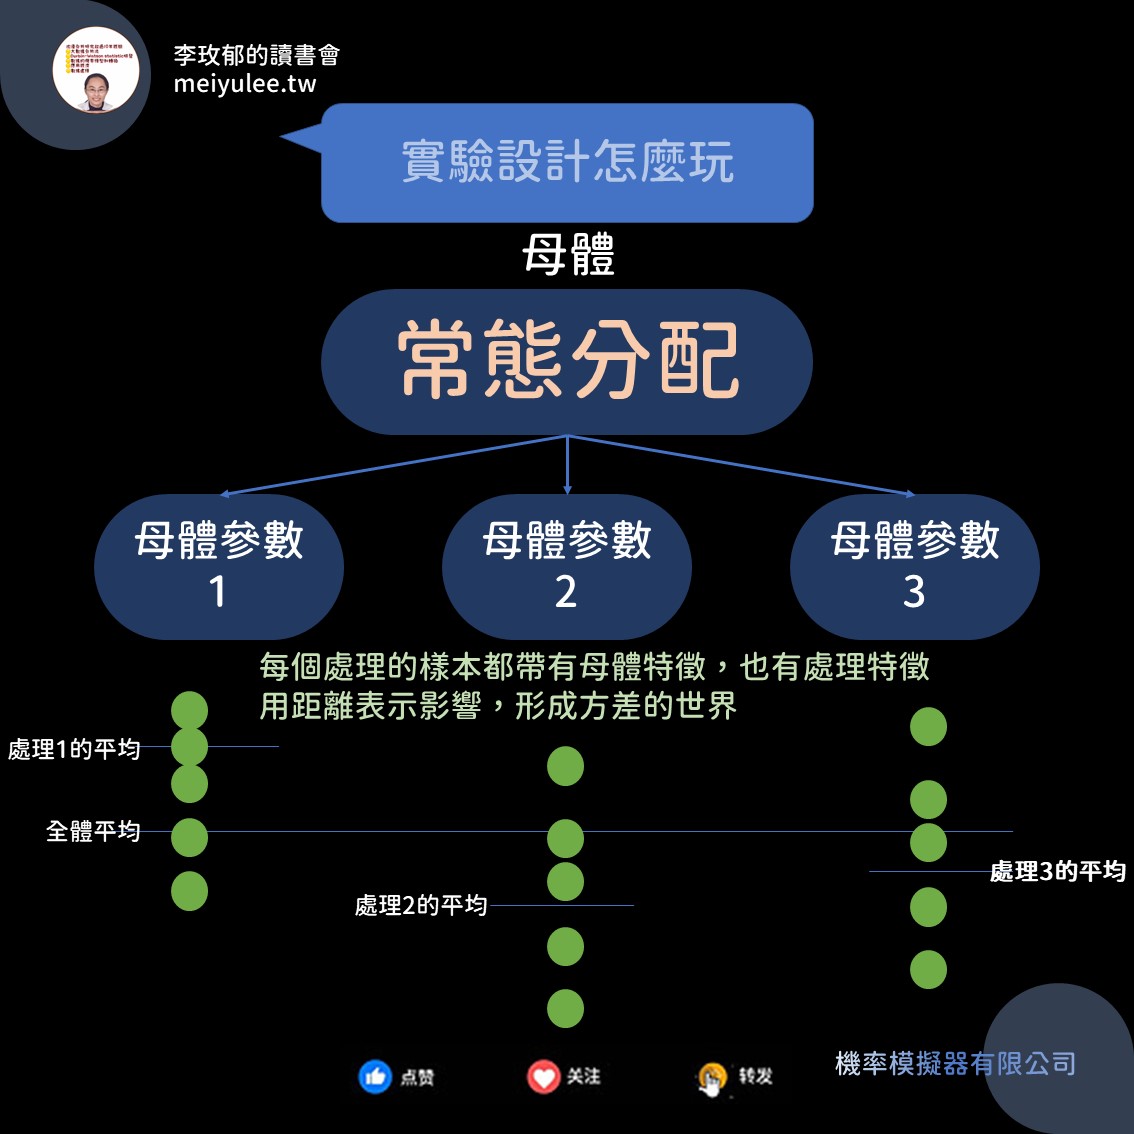 李玫郁的讀書會
meiyulee.tw
實驗設計怎麼玩
母體
常態分配
母體參數
1
母體參數
2
母體參數
3
每個處理的樣本都帶有母體特徵，也有處理特徵
用距離表示影響，形成方差的世界
處理1的平均
全體平均
處理3的平均
處理2的平均
点赞
关注
转发
機率模擬器有限公司